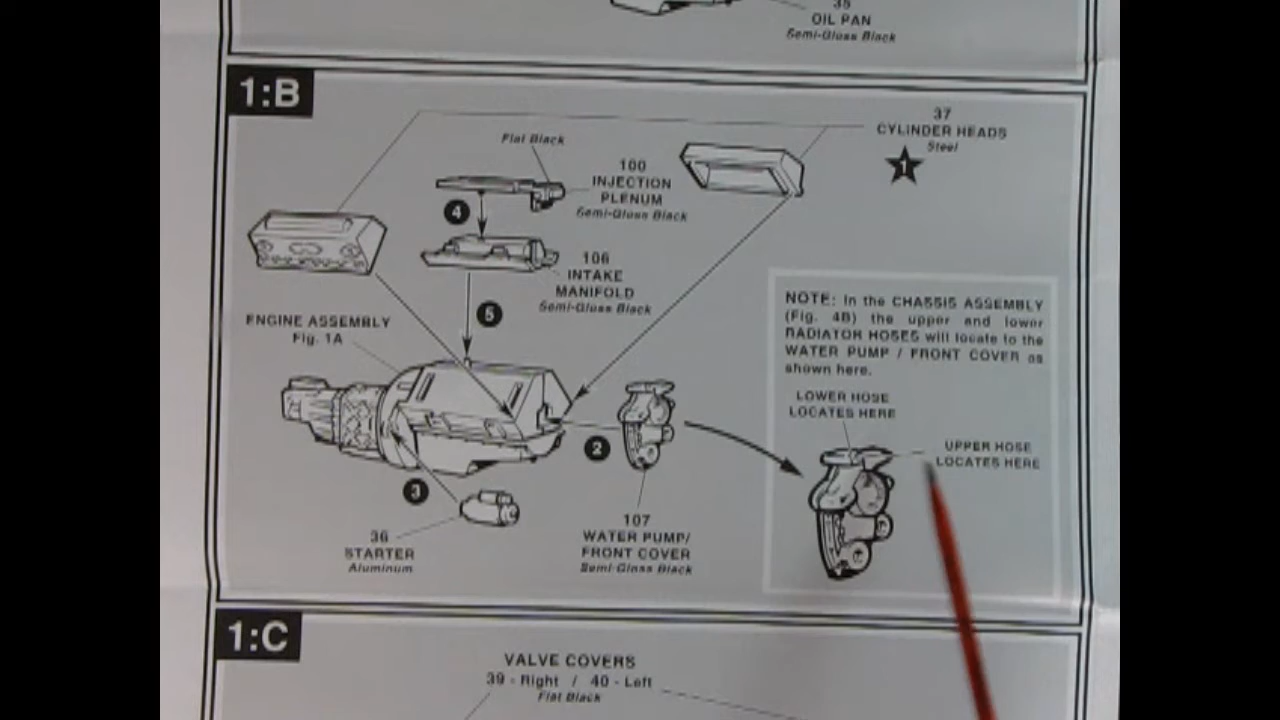 35
OIL PAN
Semi-Gloss Black
1:B
37
CYLINDER HEADS
Steel
1
Flat Black
100
INJECTION
PLENUM
Semi-Gloss Black
4
106
INTAKE
MANIFOLD
Semi-Gloss Black
5
ENGINE ASSEMBLY
Fig. 1A
2
3
36
STARTER
Aluminum
107
WATER PUMP/
FRONT COVER
Semi-Gloss Black
NOTE: In the CHASSIS ASSEMBLY
(Fig. 4B) the upper and lower
RADIATOR HOSES will locate to the
WATER PUMP / FRONT COVER as
shown here.
LOWER HOSE
LOCATES HERE
UPPER HOSE
LOCATES HERE
1:C
VALVE COVERS
39 - Right / 40 - Left
Flat Black